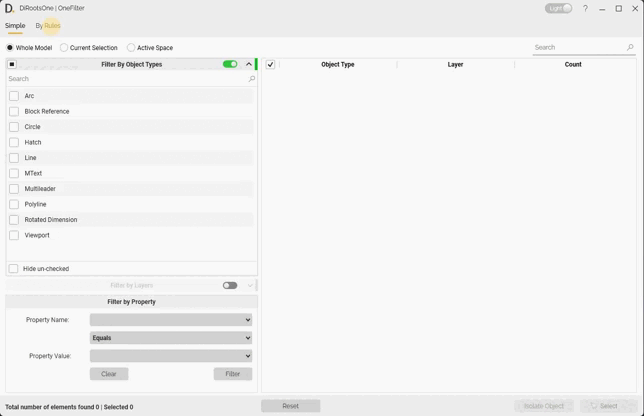 D. DiRootsOne | OneFilter
Light
?
Simple By Rules
Whole Model Current Selection Active Space
Search
Filter By Object Types
Object Type Layer Count
Search
Arc
Block Reference
Circle
Hatch
Line
MText
Multileader
Polyline
Rotated Dimension
Viewport
Hide un-checked
Filter by Layers
Filter by Property
Property Name:
Equals
Property Value:
Clear Filter
Total number of elements found 0 | Selected 0
Reset
Isolate Object
Select